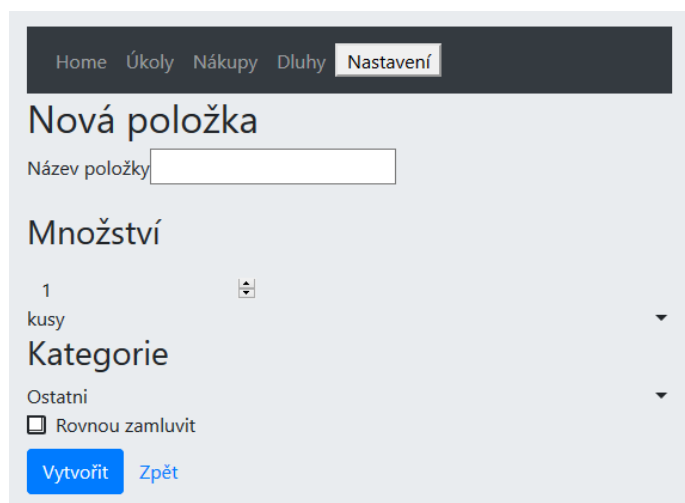 Home Úkoly Nákupy Dluhy Nastavení
Nová položka
Název položky
Množství
1
kusy
Kategorie
Ostatni
Rovnou zamluvit
Vytvořit Zpět